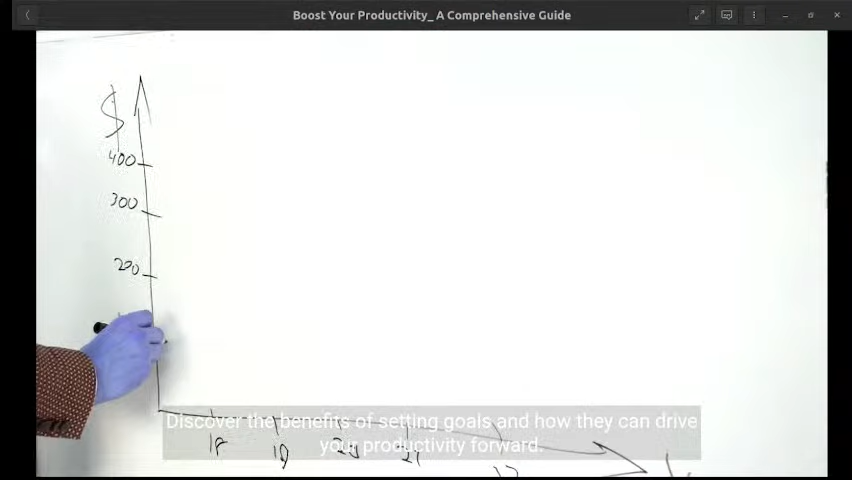 Boost Your Productivity_ A Comprehensive Guide
$
400
300
200
18
19
20
21
Discover the benefits of setting goals and how they can drive
your productivity forward.